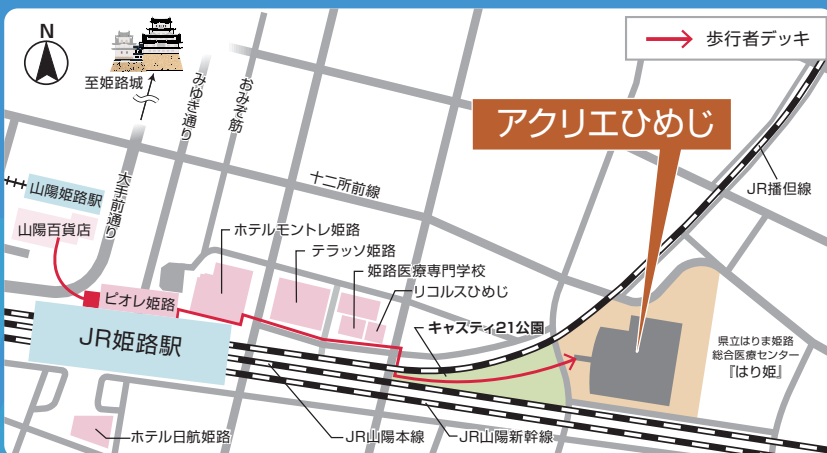 N
歩行者デッキ
至姫路城
みゆき通り
おみぞ筋
アクリエひめじ
大手前通り
十二所前線
JR播但線
山陽姫路駅
山陽百貨店
ホテルモントレ姫路
テラッソ姫路
姫路医療専門学校
リコルスひめじ
ピオレ姫路
キャスティ21公園
JR姫路駅
県立はりま姫路
総合医療センター
『はり姫』
ホテル日航姫路
JR山陽本線
JR山陽新幹線